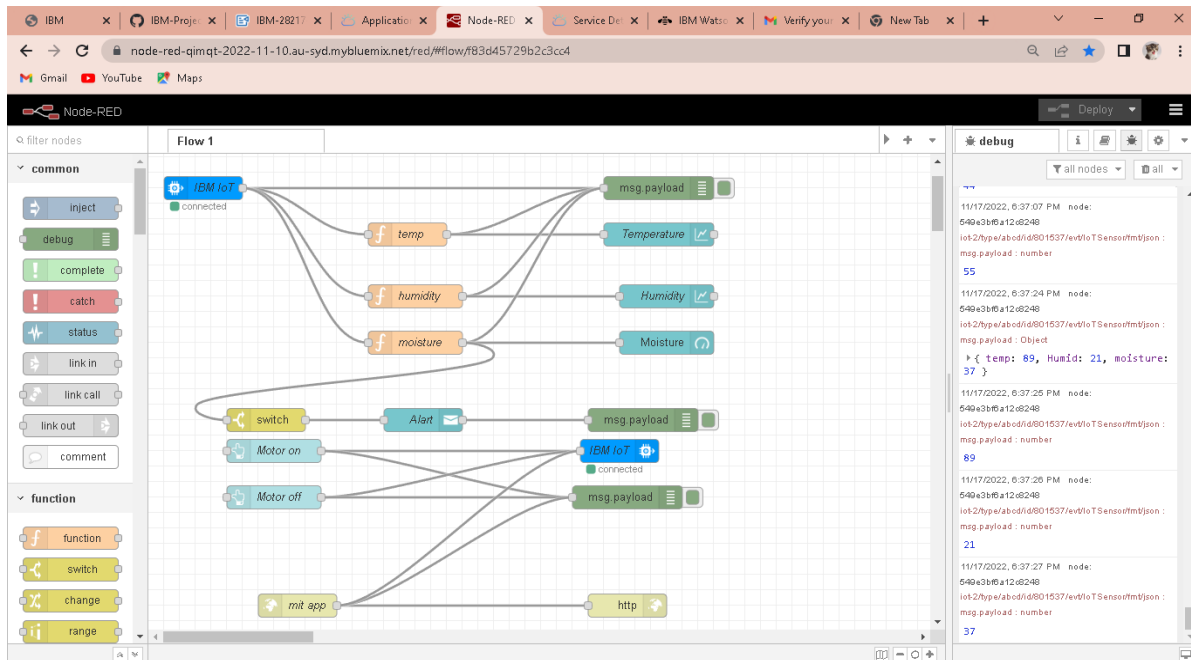 IBM
IBM-Projec
IBM-28217
Application
Node-RED
Service Det
IBM Watso
Verify your
New Tab
node-red-qimqt-2022-11-10.au-syd.mybluemix.net/red/#flow/f83d45729b2c3cc4
Gmail
YouTube
Maps
Node-RED
Deploy
filter nodes
Flow 1
debug
i
all nodes
all
common
inject
debug
complete
catch
status
link in
link call
link out
comment
function
function
switch
change
range
IBM IoT
connected
msg.payload
temp
Temperature
humidity
Humidity
moisture
Moisture
switch
Alart
msg.payload
Motor on
IBM IoT
connected
Motor off
msg.payload
mit app
http
11/17/2022, 6:37:07 PM node:
549e3bf6a12c8248
iot-2/type/abcd/id/801537/evt/IoTSensor/fmt/json :
msg.payload : number
55
11/17/2022, 6:37:24 PM node:
549e3bf6a12c8248
iot-2/type/abcd/id/801537/evt/IoTSensor/fmt/json :
msg.payload : Object
{ temp: 89, Humid: 21, moisture:
37 }
11/17/2022, 6:37:25 PM node:
549e3bf6a12c8248
iot-2/type/abcd/id/801537/evt/IoTSensor/fmt/json :
msg.payload : number
89
11/17/2022, 6:37:26 PM node:
549e3bf6a12c8248
iot-2/type/abcd/id/801537/evt/IoTSensor/fmt/json :
msg.payload : number
21
11/17/2022, 6:37:27 PM node:
549e3bf6a12c8248
iot-2/type/abcd/id/801537/evt/IoTSensor/fmt/json :
msg.payload : number
37